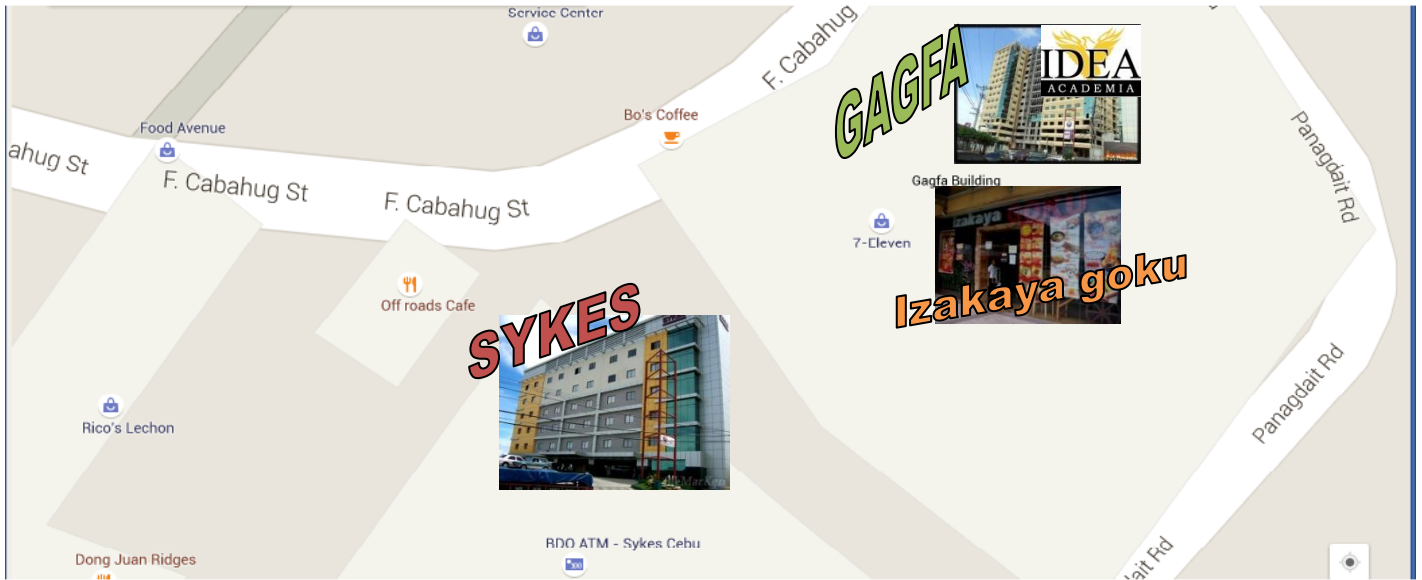 Service Center
F. Cabahug
GAGFA
IDEA
ACADEMIA
Bo's Coffee
Food Avenue
ahug St
F. Cabahug St
F. Cabahug St
Panagdait Rd
Gagfa Building
Izakaya
7-Eleven
Izakaya goku
Off roads Cafe
SYKES
Panagdait Rd
Rico's Lechon
BDO ATM - Sykes Cebu
dait Rd
Dong Juan Ridges